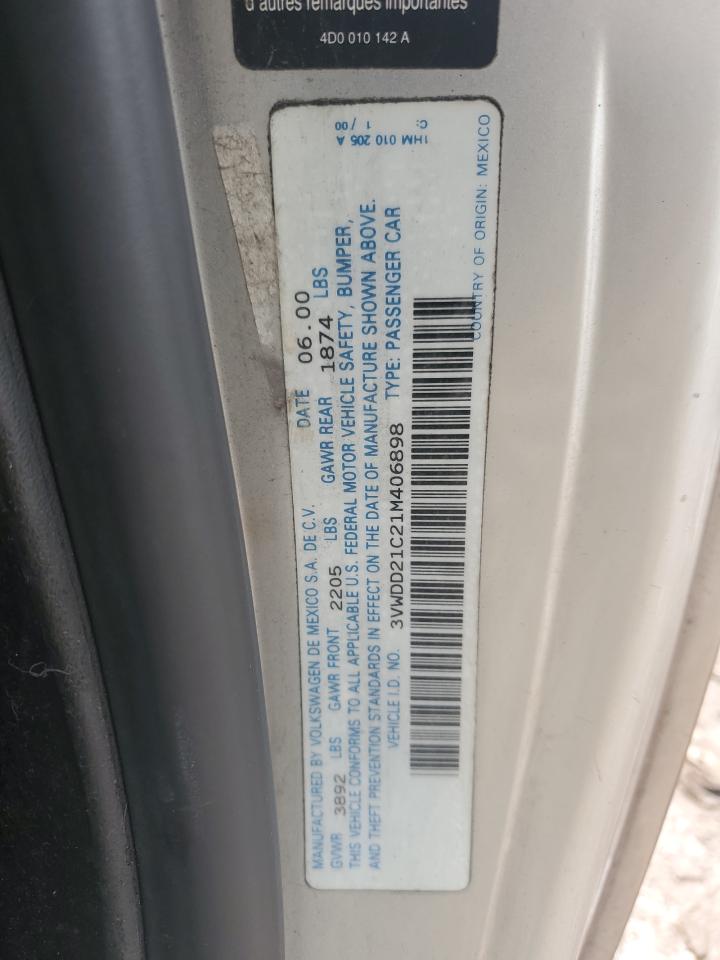 d'autres remarques importantes
4D0 010 142 A
MANUFACTURED BY VOLKSWAGEN DE MEXICO S.A. DE C.V. DATE 06.00
GVWR 3892 LBS GAWR FRONT 2205 LBS GAWR REAR 1874 LBS
THIS VEHICLE CONFORMS TO ALL APPLICABLE U.S. FEDERAL MOTOR VEHICLE SAFETY, BUMPER,
AND THEFT PREVENTION STANDARDS IN EFFECT ON THE DATE OF MANUFACTURE SHOWN ABOVE.
VEHICLE I.D. NO. 3VWDD21C21M406898 TYPE: PASSENGER CAR
COUNTRY OF ORIGIN: MEXICO
1HM 010 205 A
C. 1 / 00